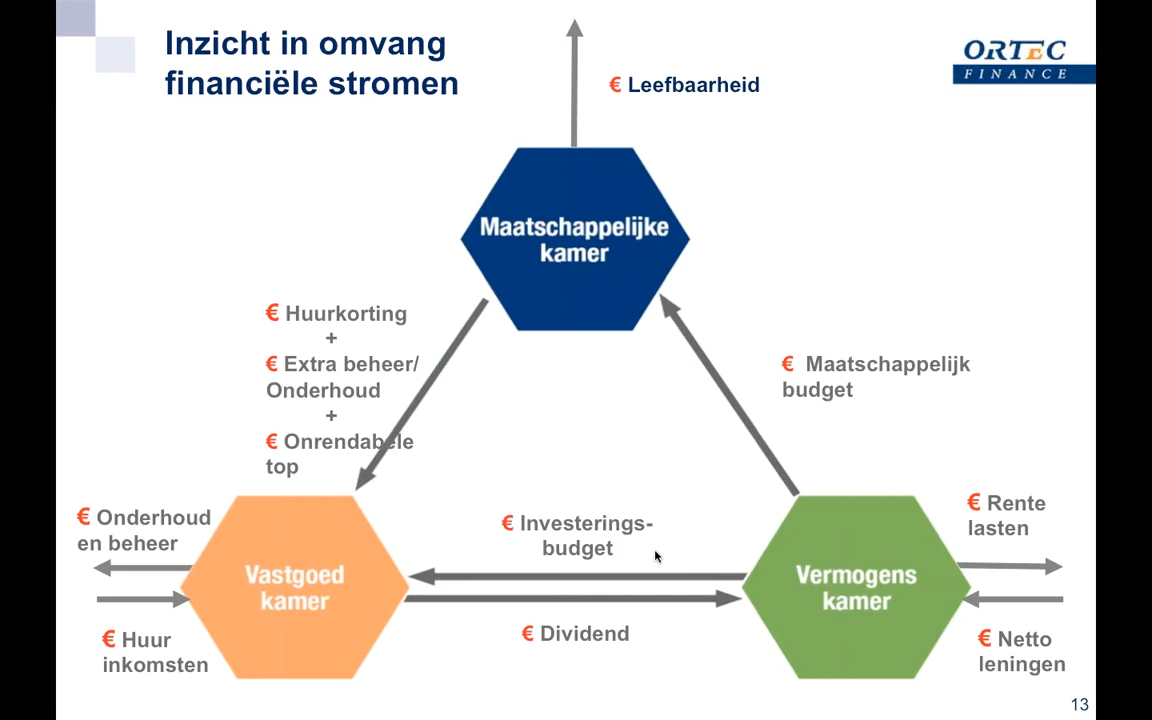 Inzicht in omvang
financiële stromen
ORTEC
FINANCE
€ Leefbaarheid
Maatschappelijke
kamer
€ Huurkorting
+
€ Extra beheer/
Onderhoud
+
€ Onrendabele
top
€ Maatschappelijk
budget
€ Onderhoud
en beheer
Vastgoed
kamer
€ Huur
inkomsten
€ Investerings-
budget
€ Dividend
Vermogens
kamer
€ Rente
lasten
€ Netto
leningen
13